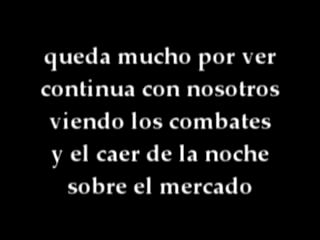 queda mucho por ver
continua con nosotros
viendo los combates
y el caer de la noche
sobre el mercado